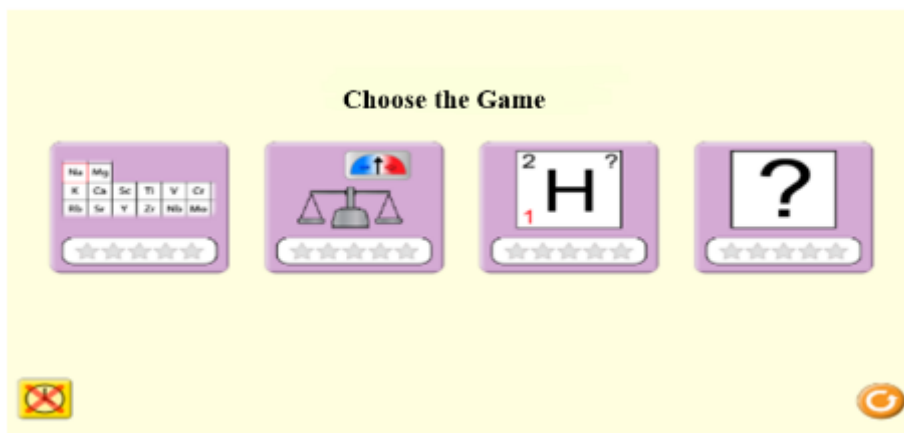 Choose the Game
Na Mg
K Ca Sc Ti V Cr
Rb Sr Y Zr Nb Mo
2 ?
H
1
?